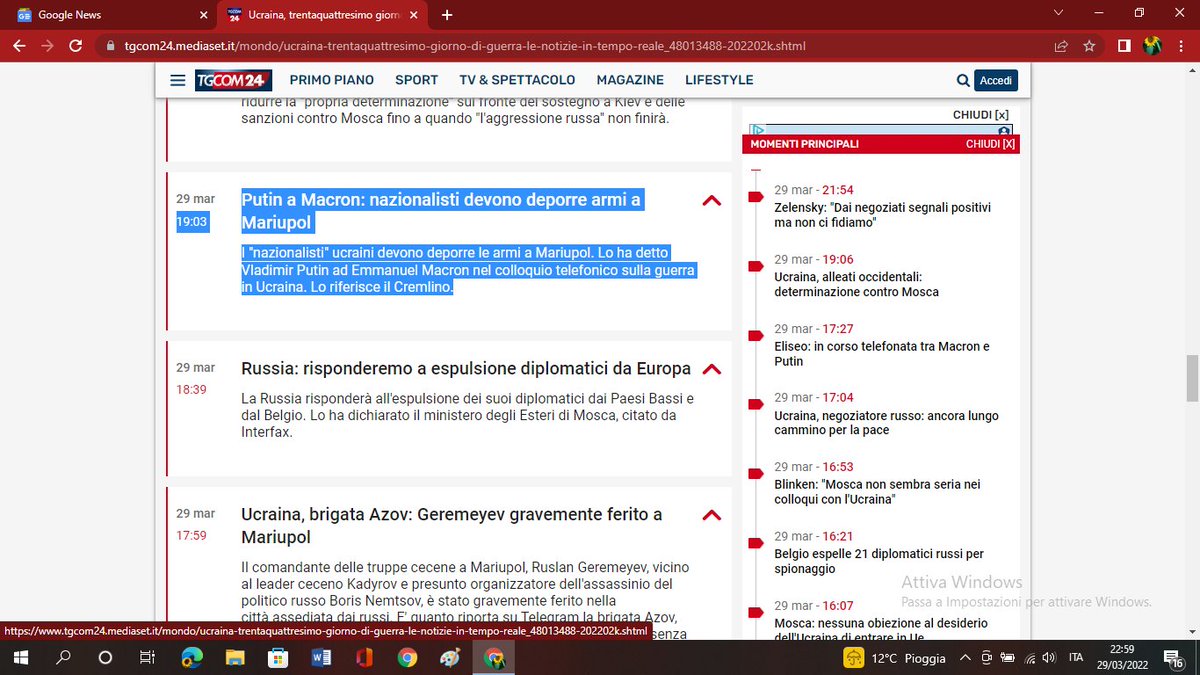 Google News
Ucraina, trentaquattresimo giorn
tgcom24.mediaset.it/mondo/ucraina-trentaquattresimo-giorno-di-guerra-le-notizie-in-tempo-reale_48013488-202202k.shtml
TGCOM24
PRIMO PIANO
SPORT
TV & SPETTACOLO
MAGAZINE
LIFESTYLE
Accedi
ridurre la "propria determinazione" sul fronte del sostegno a Kiev e delle
sanzioni contro Mosca fino a quando "l'aggressione russa" non finirà.
29 mar
19:03
Putin a Macron: nazionalisti devono deporre armi a
Mariupol
I "nazionalisti" ucraini devono deporre le armi a Mariupol. Lo ha detto
Vladimir Putin ad Emmanuel Macron nel colloquio telefonico sulla guerra
in Ucraina. Lo riferisce il Cremlino.
29 mar
18:39
Russia: risponderemo a espulsione diplomatici da Europa
La Russia risponderà all'espulsione dei suoi diplomatici dai Paesi Bassi e
dal Belgio. Lo ha dichiarato il ministero degli Esteri di Mosca, citato da
Interfax.
29 mar
17:59
Ucraina, brigata Azov: Geremeyev gravemente ferito a
Mariupol
Il comandante delle truppe cecene a Mariupol, Ruslan Geremeyev, vicino
al leader ceceno Kadyrov e presunto organizzatore dell'assassinio del
politico russo Boris Nemtsov, è stato gravemente ferito nella
città assediata dai russi. E' quanto riporta su Telegram la brigata Azov,
senza
CHIUDI [x]
MOMENTI PRINCIPALI
CHIUDI [X]
29 mar - 21:54
Zelensky: "Dai negoziati segnali positivi
ma non ci fidiamo"
29 mar - 19:06
Ucraina, alleati occidentali:
determinazione contro Mosca
29 mar - 17:27
Eliseo: in corso telefonata tra Macron e
Putin
29 mar - 17:04
Ucraina, negoziatore russo: ancora lungo
cammino per la pace
29 mar - 16:53
Blinken: "Mosca non sembra seria nei
colloqui con l'Ucraina"
29 mar - 16:21
Belgio espelle 21 diplomatici russi per
spionaggio
29 mar - 16:07
Mosca: nessuna obiezione al desiderio
dell'Ucraina di entrare in Ue
Attiva Windows
Passa a Impostazioni per attivare Windows.
https://www.tgcom24.mediaset.it/mondo/ucraina-trentaquattresimo-giorno-di-guerra-le-notizie-in-tempo-reale_48013488-202202k.shtml
12°C Pioggia
ITA
22:59
29/03/2022
16